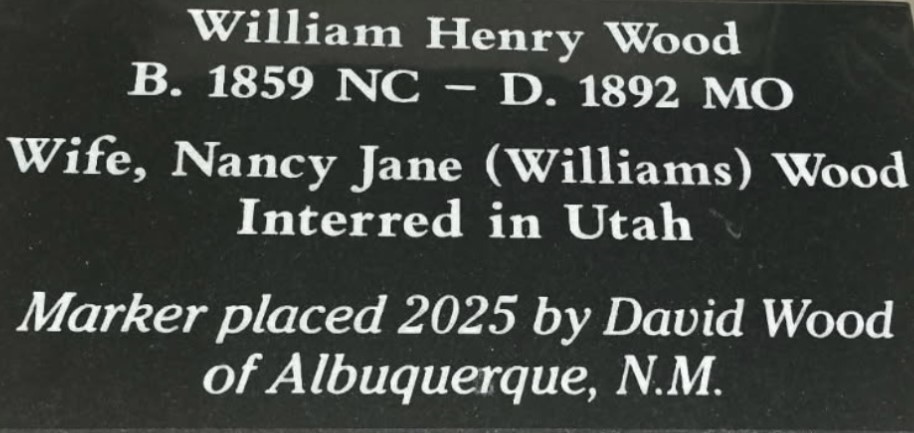 William Henry Wood
B. 1859 NC – D. 1892 MO
Wife, Nancy Jane (Williams) Wood
Interred in Utah
Marker placed 2025 by David Wood
of Albuquerque, N.M.